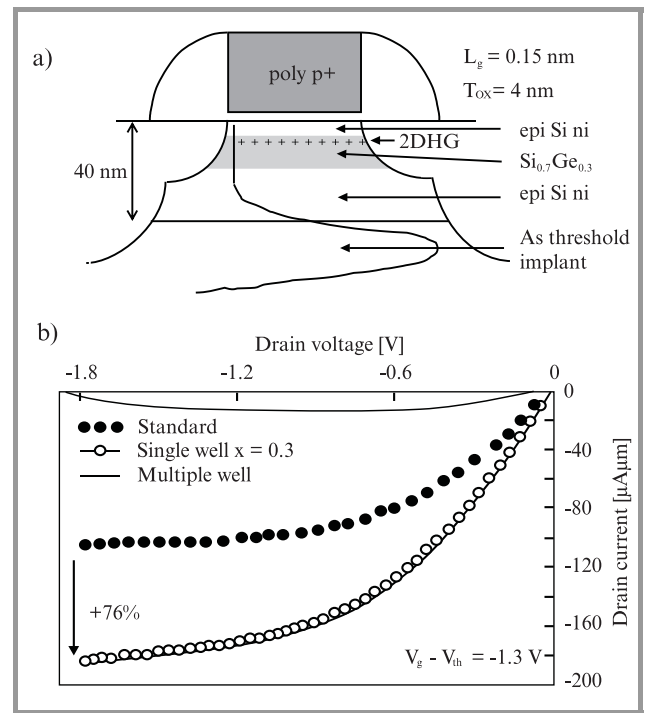 a)
poly p+
L_g = 0.15 nm
T_OX= 4 nm
epi Si ni
+ + + + + + + + + +
2DHG
Si_0.7Ge_0.3
40 nm
epi Si ni
As threshold
implant
b)
Drain voltage [V]
-1.8 -1.2 -0.6 0
0
-40
-80
-120
-160
-200
Drain current [µAµm]
Standard
Single well x = 0.3
Multiple well
+76%
V_g - V_th = -1.3 V